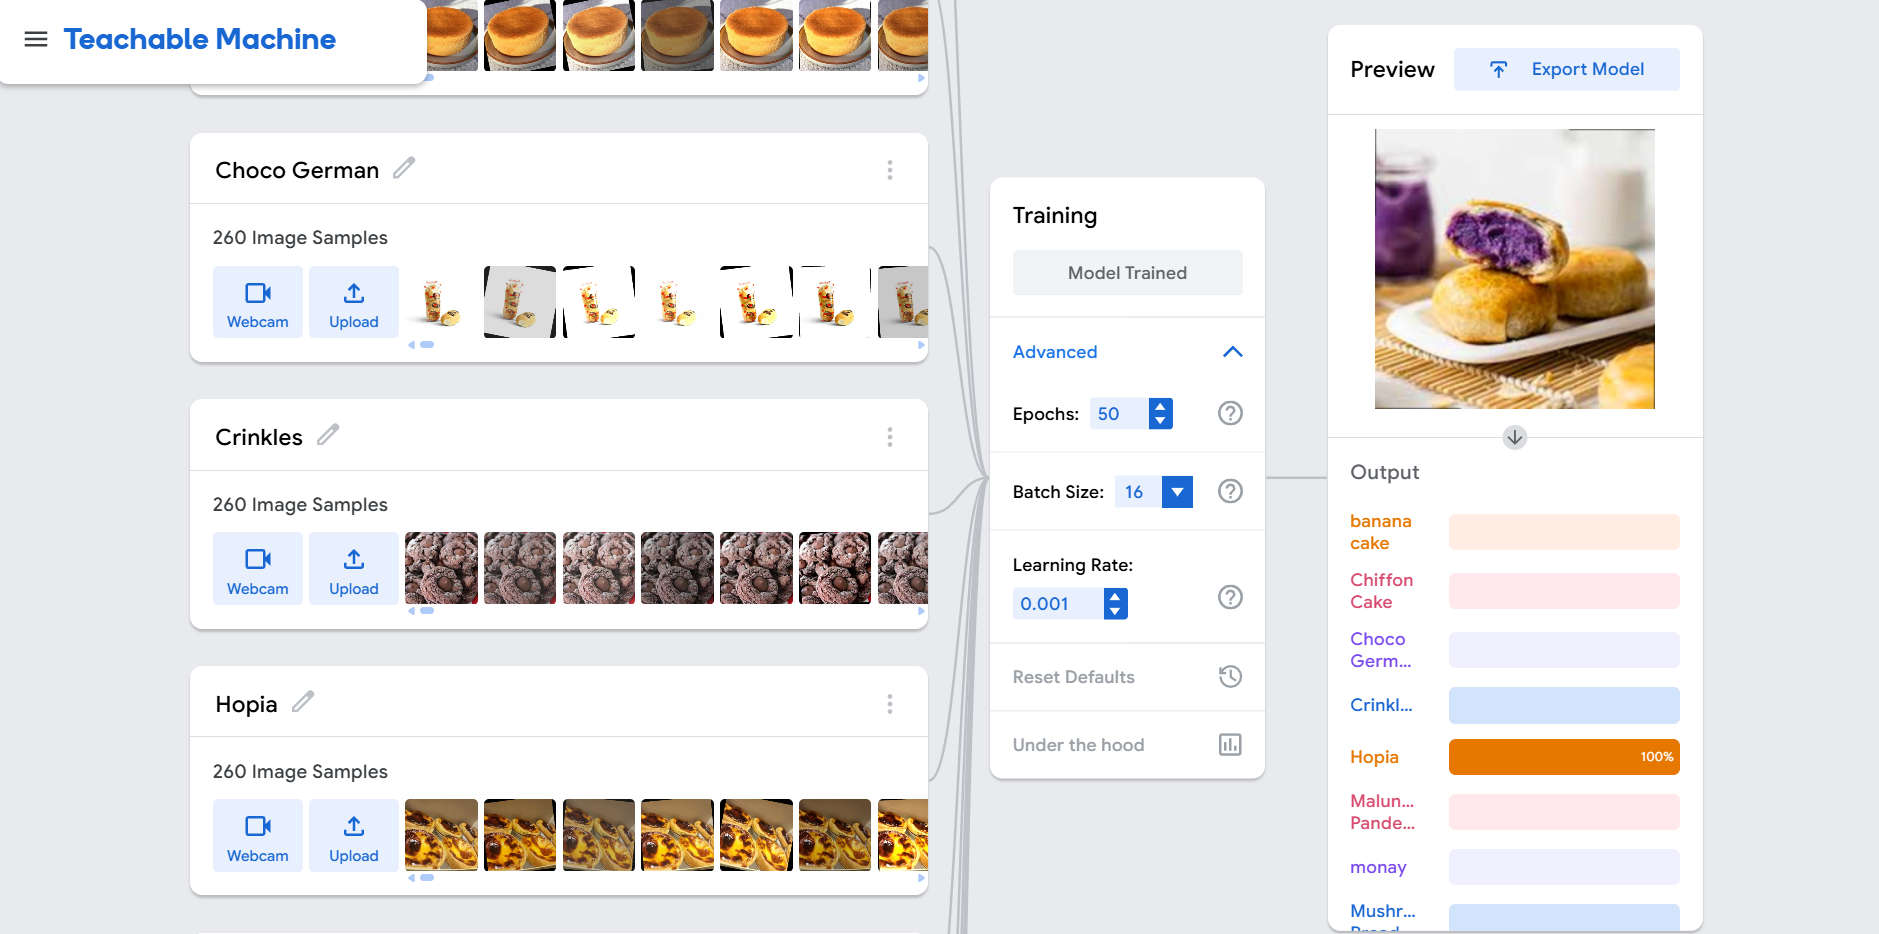 Teachable Machine
Choco German
260 Image Samples
Webcam
Upload
Crinkles
260 Image Samples
Webcam
Upload
Hopia
260 Image Samples
Webcam
Upload
Training
Model Trained
Advanced
Epochs: 50
Batch Size: 16
Learning Rate:
0.001
Reset Defaults
Under the hood
Preview
Export Model
Output
banana
cake
Chiffon
Cake
Choco
Germ...
Crinkl...
Hopia
100%
Malun...
Pande...
monay
Mushr...